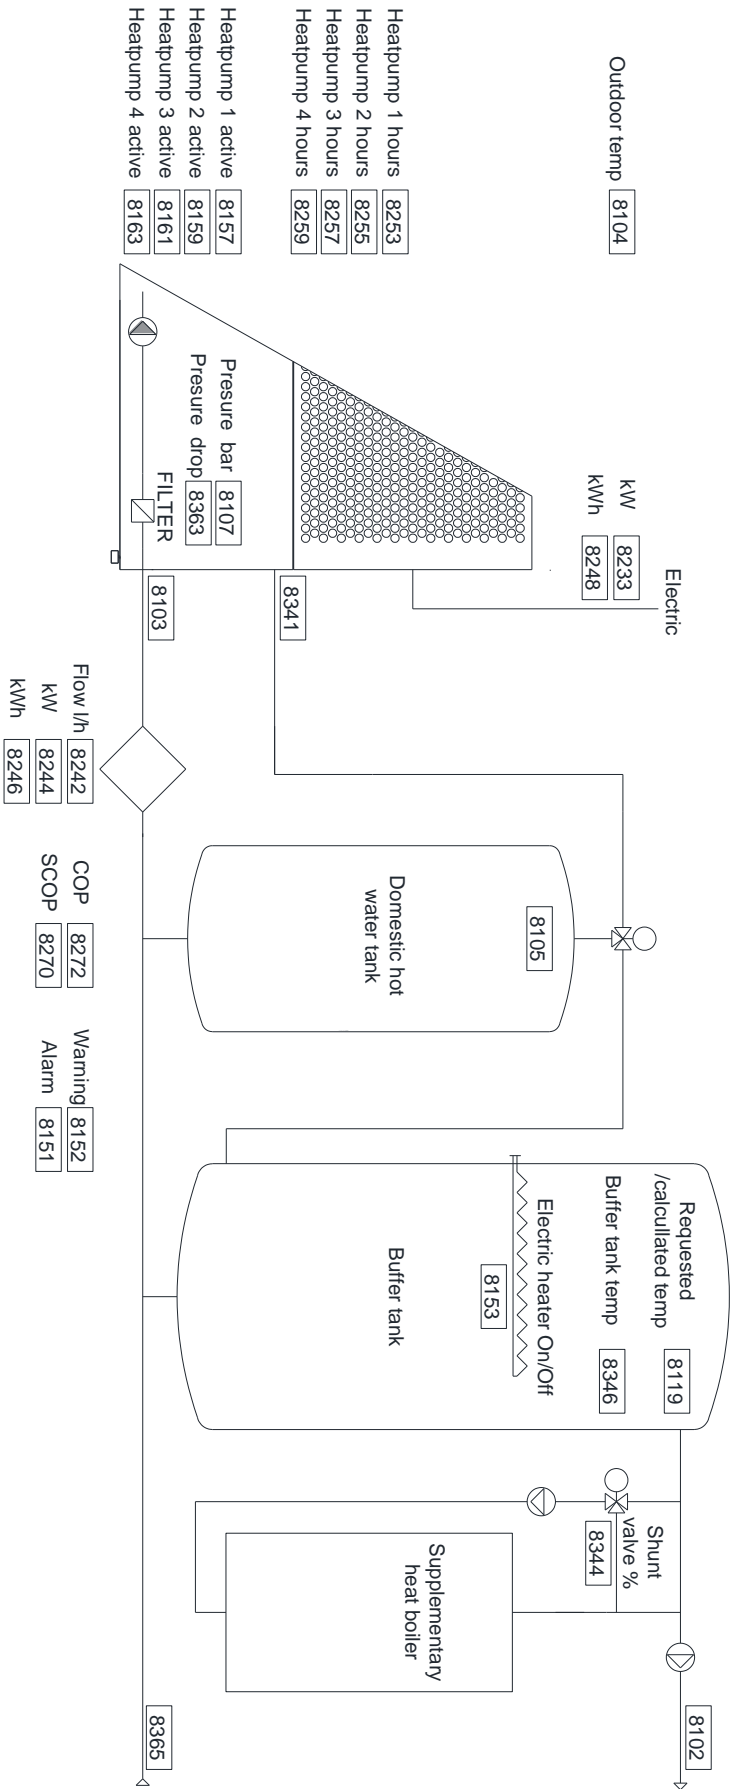 Outdoor temp 8104
Heatpump 1 hours 8253
Heatpump 2 hours 8255
Heatpump 3 hours 8257
Heatpump 4 hours 8259
Heatpump 1 active 8157
Heatpump 2 active 8159
Heatpump 3 active 8161
Heatpump 4 active 8163
Electric
kW 8233
kWh 8248
Presure bar 8107
Presure drop 8363
FILTER
8341
8103
Flow l/h 8242
kW 8244
kWh 8246
8105
Domestic hot
water tank
COP 8272
SCOP 8270
Warning 8152
Alarm 8151
Requested
/calcullated temp 8119
Buffer tank temp 8346
Electric heater On/Off
8153
Buffer tank
Shunt
valve %
8344
Supplementary
heat boiler
8102
8365